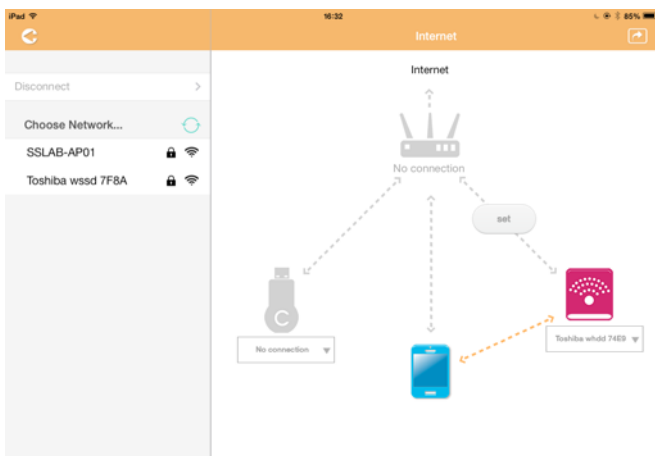 iPad 16:32 85%
Internet
Disconnect
Choose Network...
SSLAB-AP01
Toshiba wssd 7F8A
Internet
No connection
set
C
No connection
Toshiba whdd 74E9